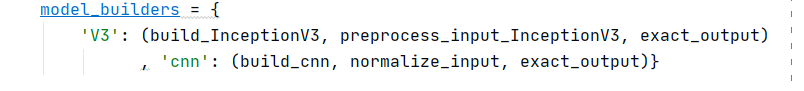 model_builders = {
    'V3': (build_InceptionV3, preprocess_input_InceptionV3, exact_output)
          , 'cnn': (build_cnn, normalize_input, exact_output)}